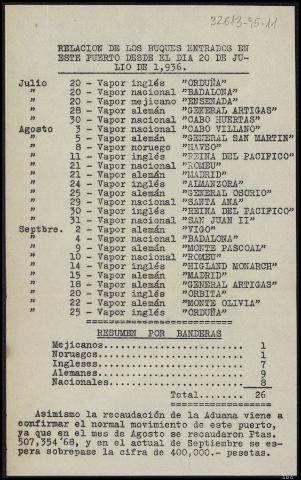 32613-95-11
RELACION DE LOS BUQUES ENTRADOS EN
ESTE PUERTO DESDE EL DIA 20 DE JU-
LIO DE 1,936.
Julio 20 - Vapor inglés "ORDUÑA"
" 20 - Vapor nacional "BADALONA"
" 20 - Vapor mejicano "ENSENADA"
" 28 - Vapor alemán "GENERAL ARTIGAS"
" 30 - Vapor nacional "CABO HUERTAS"
Agosto 3 - Vapor nacional "CABO VILLANO"
" 5 - Vapor alemán "GENERAL SAN MARTIN"
" 8 - Vapor noruego "HAVSO"
" 11 - Vapor inglés "REINA DEL PACIFICO"
" 21 - Vapor nacional "ROMEU"
" 21 - Vapor alemán "MADRID"
" 24 - Vapor inglés "ALMANZORA"
" 25 - Vapor alemán "GENERAL OSORIO"
" 29 - Vapor nacional "SANTA ANA"
" 30 - Vapor inglés "REINA DEL PACIFICO"
" 31 - Vapor nacional "SAN JUAN II"
Septbre. 2 - Vapor alemán "VIGO"
" 4 - Vapor nacional "BADALONA"
" 9 - Vapor alemán "MONTE PASCOAL"
" 10 - Vapor nacional "ROMEU"
" 14 - Vapor inglés "HIGLAND MONARCH"
" 15 - Vapor alemán "MADRID"
" 18 - Vapor alemán "GENERAL ARTIGAS"
" 20 - Vapor inglés "ORBITA"
" 22 - Vapor alemán "MONTE OLIVIA"
" 25 - Vapor inglés "ORDUÑA"
RESUMEN POR BANDERAS
Mejicanos........................ 1
Noruegos......................... 1
Ingleses......................... 7
Alemanes......................... 9
Nacionales....................... 8
Total........ 26
Asimismo la recaudación de la Aduana viene a
confirmar el normal movimiento de este puerto,
ya que en el mes de Agosto se recaudaron Ptas.
507,354'68, y en el actual de Septiembre se es-
pera sobrepase la cifra de 400,000.- pesetas.